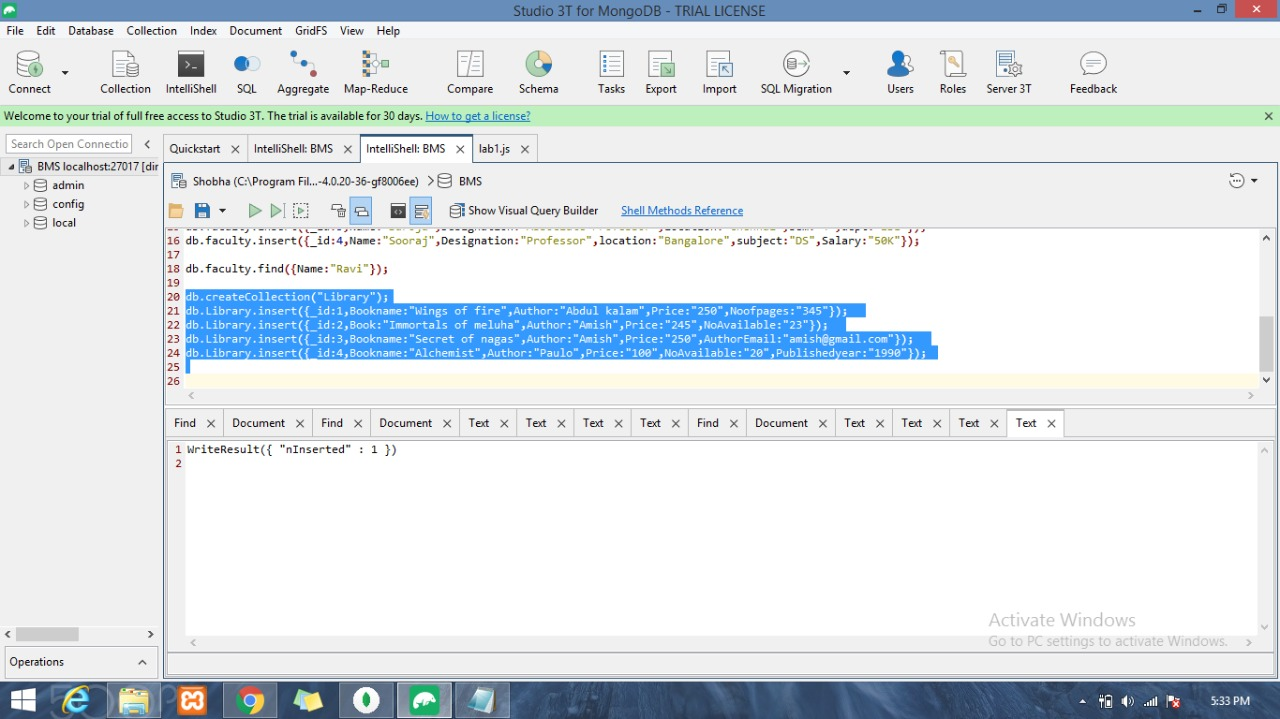 Studio 3T for MongoDB - TRIAL LICENSE
File Edit Database Collection Index Document GridFS View Help
Connect Collection IntelliShell SQL Aggregate Map-Reduce Compare Schema Tasks Export Import SQL Migration Users Roles Server 3T Feedback
Welcome to your trial of full free access to Studio 3T. The trial is available for 30 days. How to get a license?
Search Open Connectio
Quickstart IntelliShell: BMS IntelliShell: BMS lab1.js
BMS localhost:27017 [dir
admin
config
local
Shobha (C:\Program Fil...-4.0.20-36-gf8006ee) BMS
Show Visual Query Builder Shell Methods Reference
16 db.faculty.insert({_id:4,Name:"Sooraj",Designation:"Professor",location:"Bangalore",subject:"DS",Salary:"50K"});
17
18 db.faculty.find({Name:"Ravi"});
19
20 db.createCollection("Library");
21 db.Library.insert({_id:1,Bookname:"Wings of fire",Author:"Abdul kalam",Price:"250",Noofpages:"345"});
22 db.Library.insert({_id:2,Book:"Immortals of meluha",Author:"Amish",Price:"245",NoAvailable:"23"});
23 db.Library.insert({_id:3,Bookname:"Secret of nagas",Author:"Amish",Price:"250",AuthorEmail:"amish@gmail.com"});
24 db.Library.insert({_id:4,Bookname:"Alchemist",Author:"Paulo",Price:"100",NoAvailable:"20",Publishedyear:"1990"});
25
26
Find Document Find Document Text Text Text Text Find Document Text Text Text Text
1 WriteResult({ "nInserted" : 1 })
2
Activate Windows
Go to PC settings to activate Windows.
Operations
5:33 PM